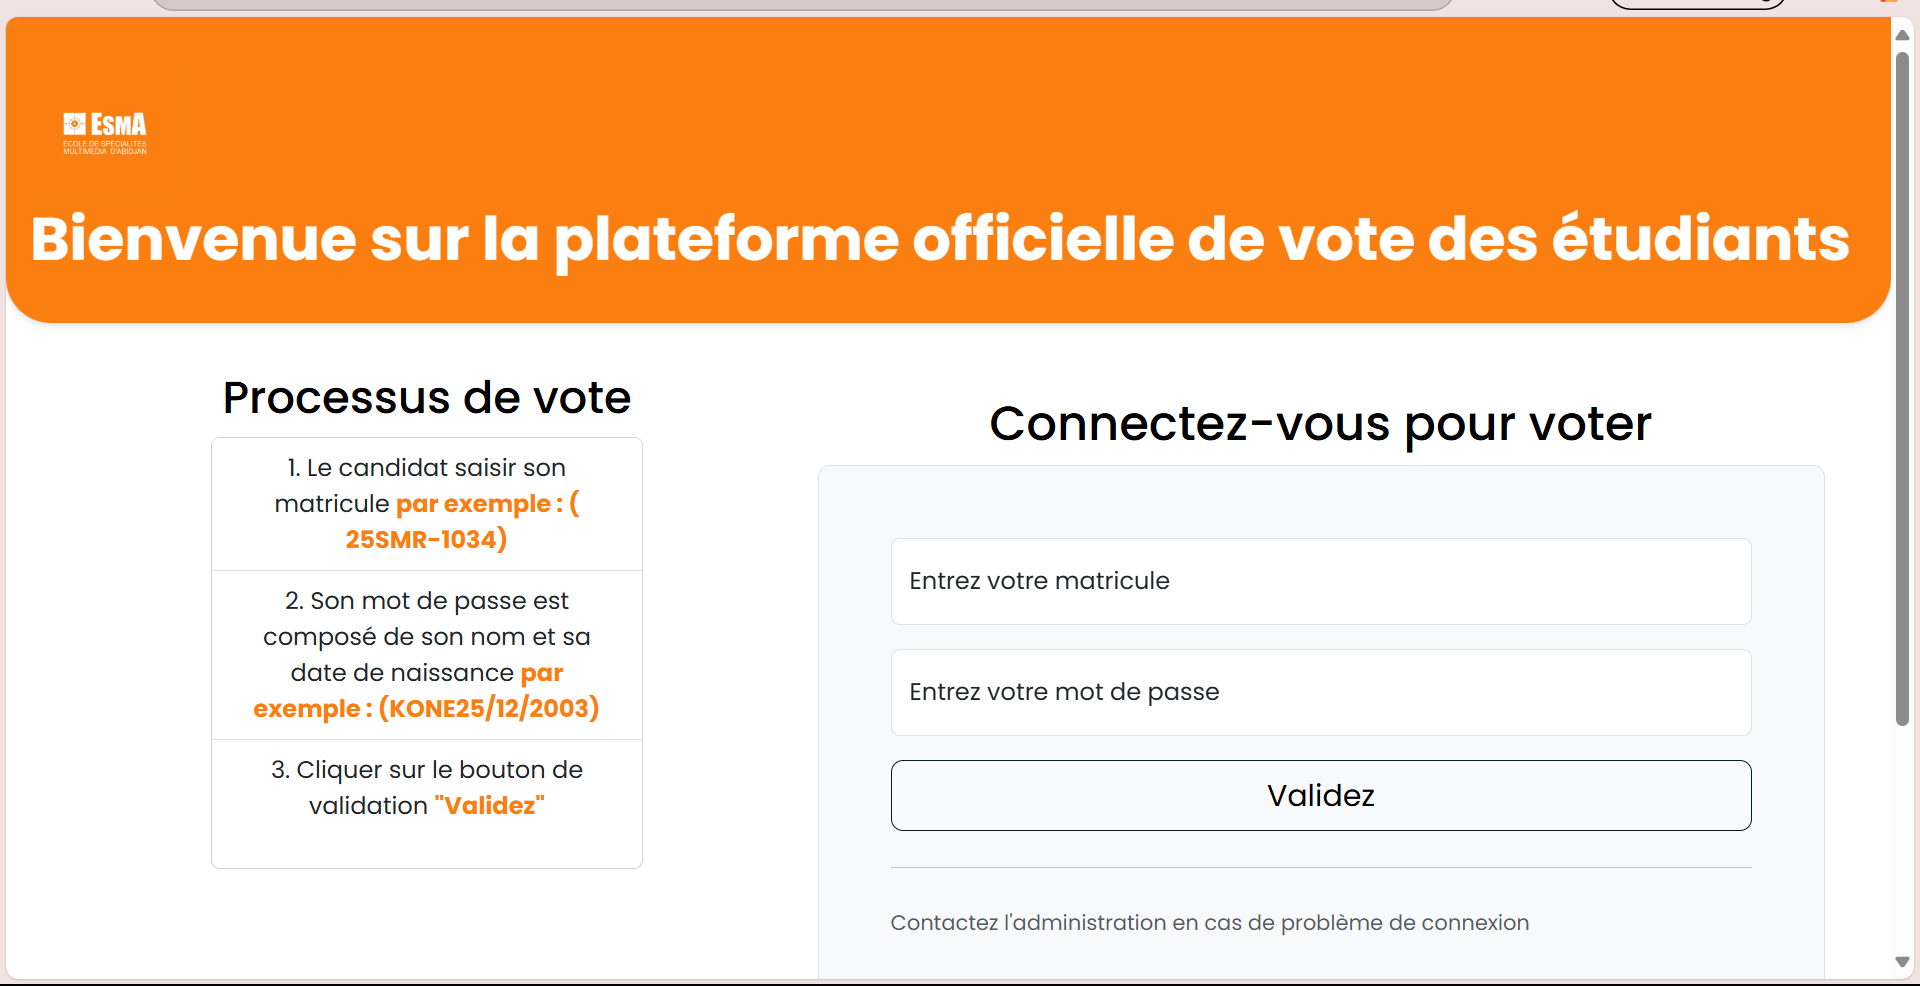 ESMA
ECOLE DE SPECIALITES
MULTIMEDIA D'ABIDJAN
Bienvenue sur la plateforme officielle de vote des étudiants
Processus de vote
1. Le candidat saisir son
matricule par exemple : (
25SMR-1034)
2. Son mot de passe est
composé de son nom et sa
date de naissance par
exemple : (KONE25/12/2003)
3. Cliquer sur le bouton de
validation "Validez"
Connectez-vous pour voter
Entrez votre matricule
Entrez votre mot de passe
Validez
Contactez l'administration en cas de problème de connexion